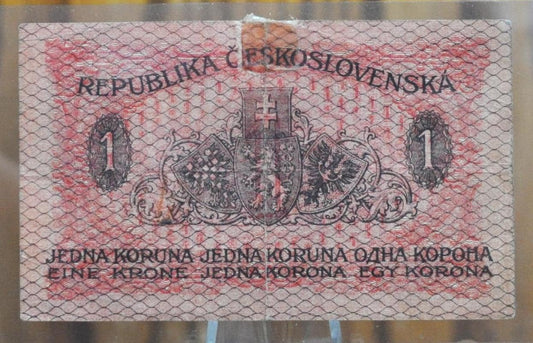 REPUBLIKA ČESKOSLOVENSKÁ
1 1
JEDNA KORUNA JEDNA KORUNA ОДНА КОРОНА
EINE KRONE JEDNA KORONA EGY KORONA